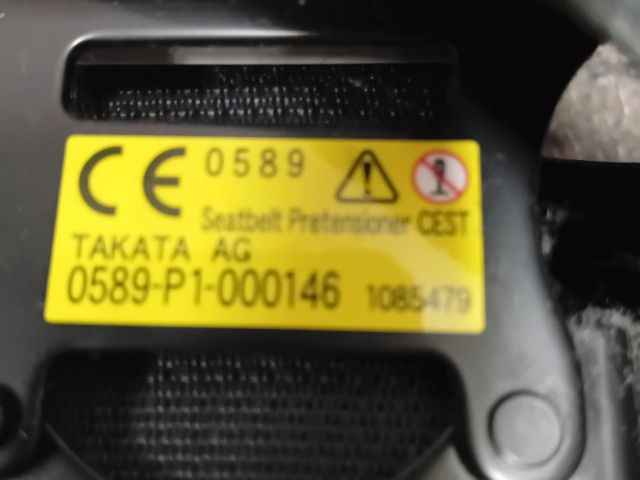 CE 0589
Seatbelt Pretensioner CEST
TAKATA AG
0589-P1-000146 1085479